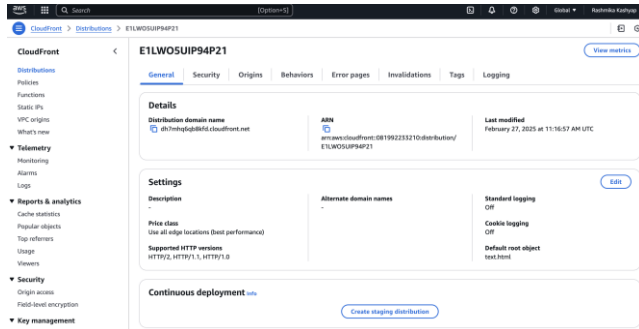 aws
Search
[Option+S]
Global ▼
Rashmika Kashyap
CloudFront > Distributions > E1LWO5UIP94P21
CloudFront
Distributions
Policies
Functions
Static IPs
VPC origins
What's new
▼ Telemetry
Monitoring
Alarms
Logs
▼ Reports & analytics
Cache statistics
Popular objects
Top referrers
Usage
Viewers
▼ Security
Origin access
Field-level encryption
▼ Key management
E1LWO5UIP94P21
View metrics
General Security Origins Behaviors Error pages Invalidations Tags Logging
Details
Distribution domain name
dh7mhq6qb8kfd.cloudfront.net
ARN
arn:aws:cloudfront::081992233210:distribution/
E1LWO5UIP94P21
Last modified
February 27, 2025 at 11:16:57 AM UTC
Settings
Edit
Description
-
Alternate domain names
-
Standard logging
Off
Price class
Use all edge locations (best performance)
Cookie logging
Off
Supported HTTP versions
HTTP/2, HTTP/1.1, HTTP/1.0
Default root object
text.html
Continuous deployment Info
Create staging distribution